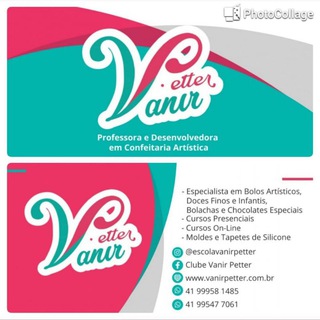 PhotoCollage
Vanir Petter
Professora e Desenvolvedora
em Confeitaria Artística
Vanir Petter
- Especialista em Bolos Artísticos,
Doces Finos e Infantis,
Bolachas e Chocolates Especiais
- Cursos Presenciais
- Cursos On-Line
- Moldes e Tapetes de Silicone
@escolavanirpetter
Clube Vanir Petter
www.vanirpetter.com.br
41 99958 1485
41 99547 7061